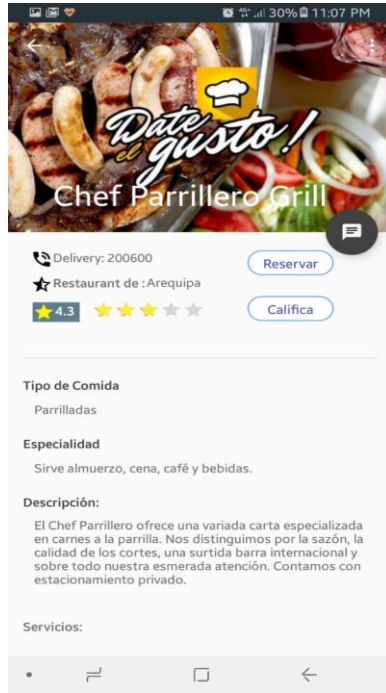 30% 11:07 PM
Date
el gusto!
Chef Parrillero Grill
Delivery: 200600
Reservar
Restaurant de : Arequipa
4.3
Califica
Tipo de Comida
Parrilladas
Especialidad
Sirve almuerzo, cena, café y bebidas.
Descripción:
El Chef Parrillero ofrece una variada carta especializada
en carnes a la parrilla. Nos distinguimos por la sazón, la
calidad de los cortes, una surtida barra internacional y
sobre todo nuestra esmerada atención. Contamos con
estacionamiento privado.
Servicios: